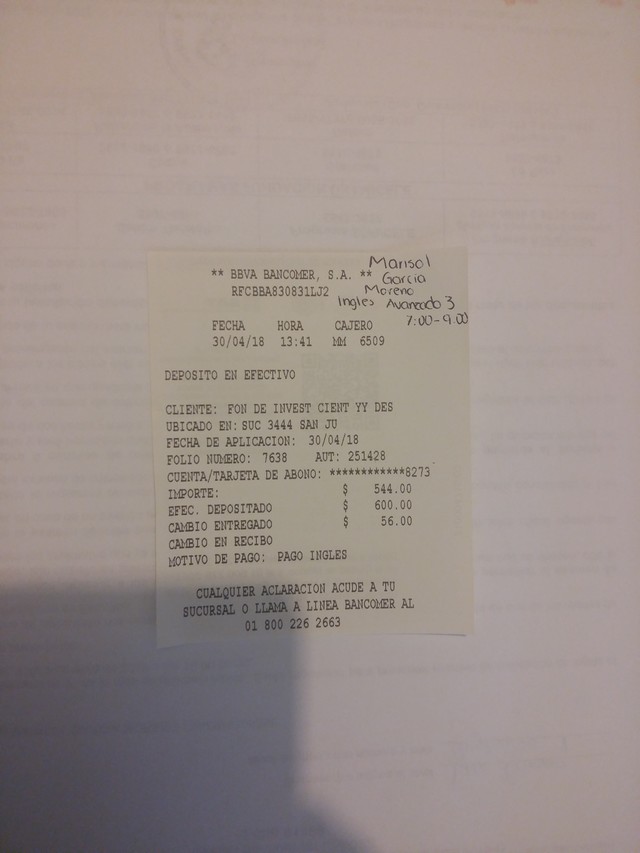 ** BBVA BANCOMER, S.A. **
RFCBBA830831LJ2
Marisol
Garcia
Moreno
Ingles Avanzado 3
7:00-9:00
FECHA HORA CAJERO
30/04/18 13:41 MM 6509
DEPOSITO EN EFECTIVO
CLIENTE: FON DE INVEST CIENT YY DES
UBICADO EN: SUC 3444 SAN JU
FECHA DE APLICACION: 30/04/18
FOLIO NUMERO: 7638 AUT: 251428
CUENTA/TARJETA DE ABONO: ************8273
IMPORTE: $ 544.00
EFEC. DEPOSITADO $ 600.00
CAMBIO ENTREGADO $ 56.00
CAMBIO EN RECIBO
MOTIVO DE PAGO: PAGO INGLES
CUALQUIER ACLARACION ACUDE A TU
SUCURSAL O LLAMA A LINEA BANCOMER AL
01 800 226 2663